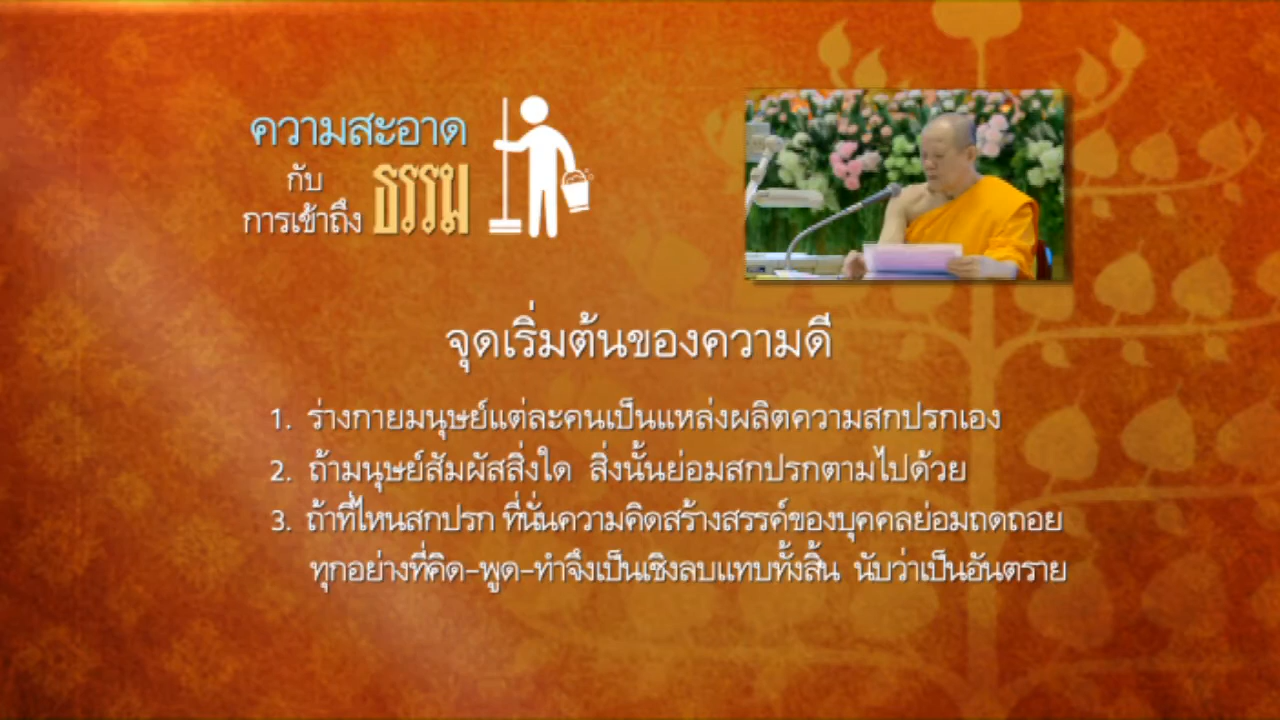 ความสะอาด
กับ
การเข้าถึง ธรรม
จุดเริ่มต้นของความดี
1. ร่างกายมนุษย์แต่ละคนเป็นแหล่งผลิตความสกปรกเอง
2. ถ้ามนุษย์สัมผัสสิ่งใด สิ่งนั้นย่อมสกปรกตามไปด้วย
3. ถ้าที่ไหนสกปรก ที่นั่นความคิดสร้างสรรค์ของบุคคลย่อมถดถอย
ทุกอย่างที่คิด-พูด-ทำจึงเป็นเชิงลบแทบทั้งสิ้น นับว่าเป็นอันตราย